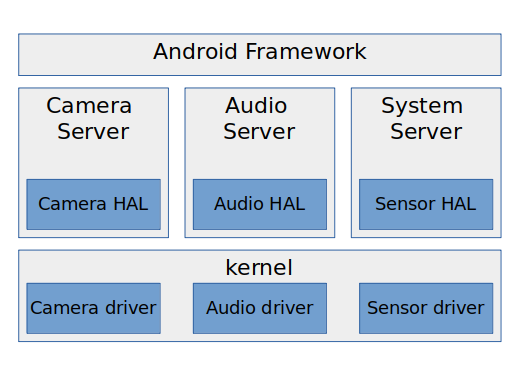 Android Framework
Camera
Server
Audio
Server
System
Server
Camera HAL
Audio HAL
Sensor HAL
kernel
Camera driver
Audio driver
Sensor driver